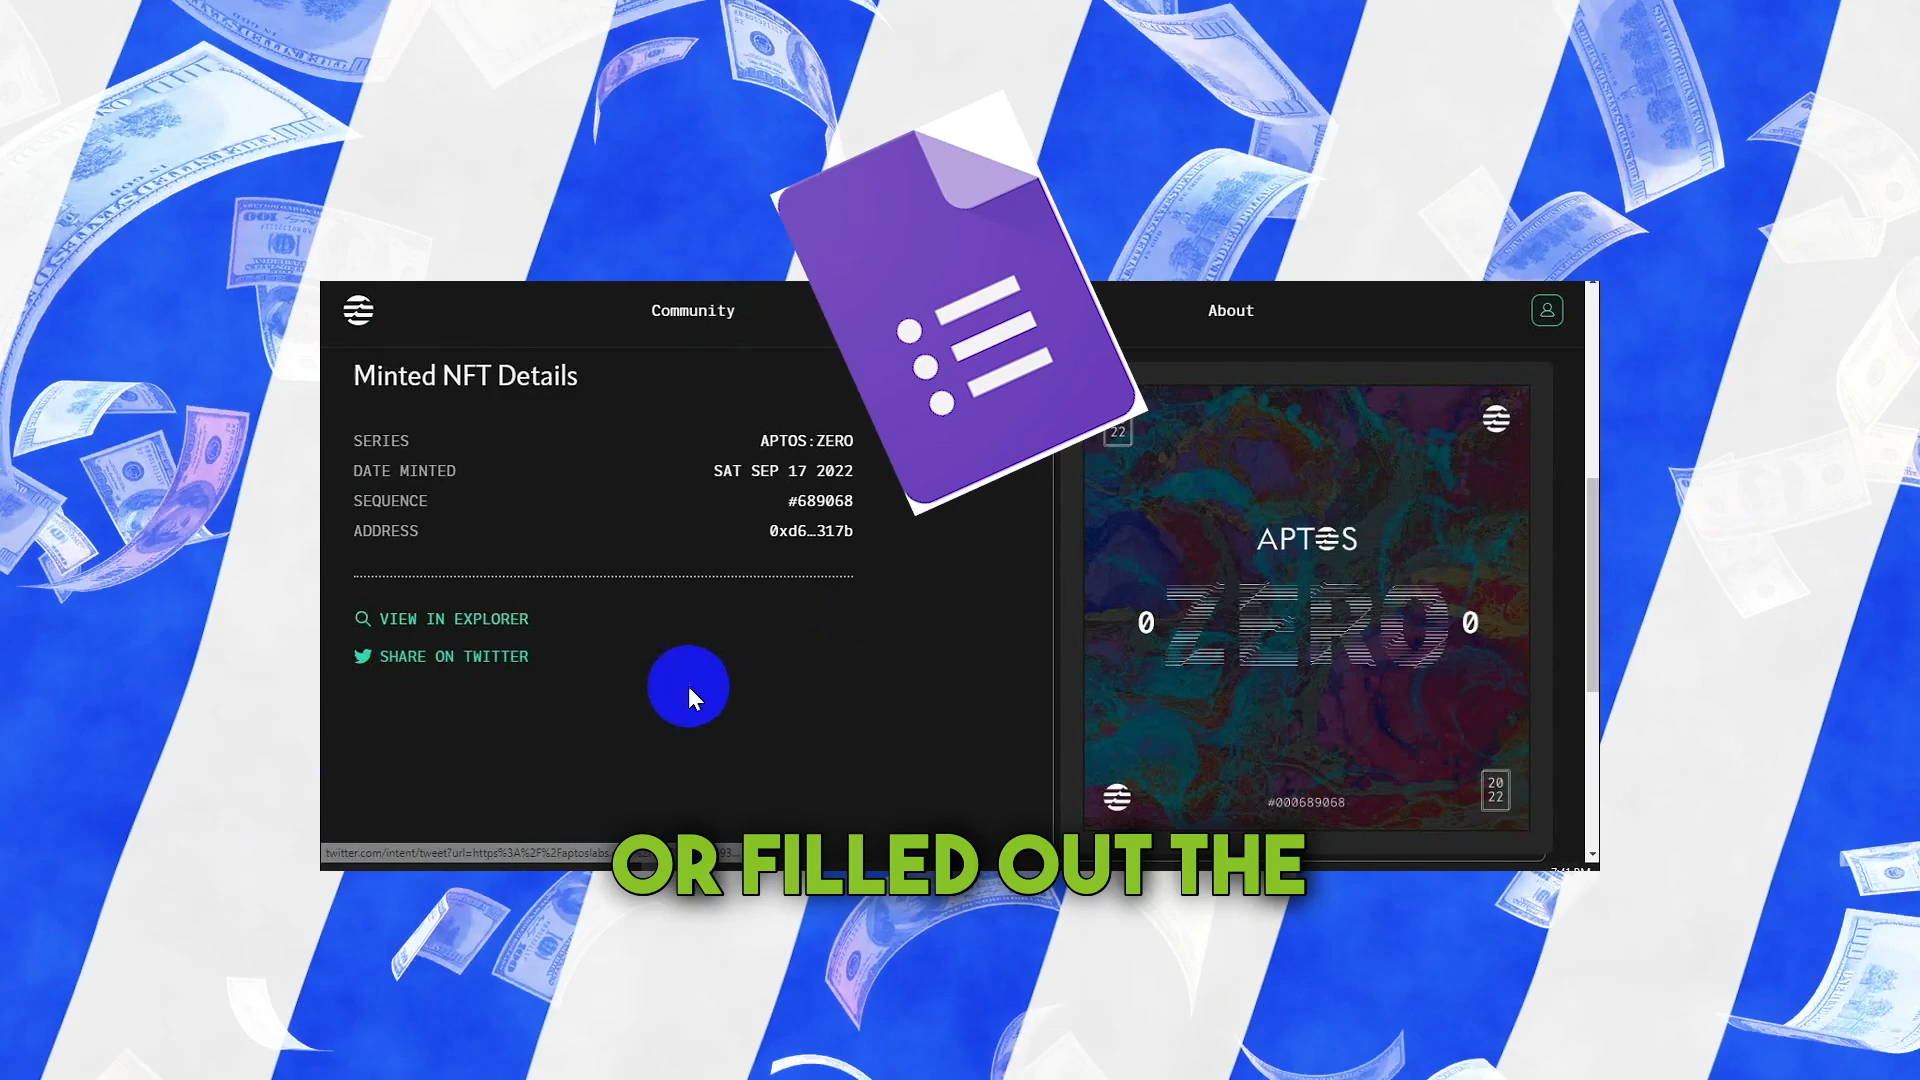 Community
About
Minted NFT Details
SERIES APTOS:ZERO
DATE MINTED SAT SEP 17 2022
SEQUENCE #689068
ADDRESS 0xd6…317b
VIEW IN EXPLORER
SHARE ON TWITTER
22
APTOS
0 ZERO 0
#000689068
20
22
OR FILLED OUT THE